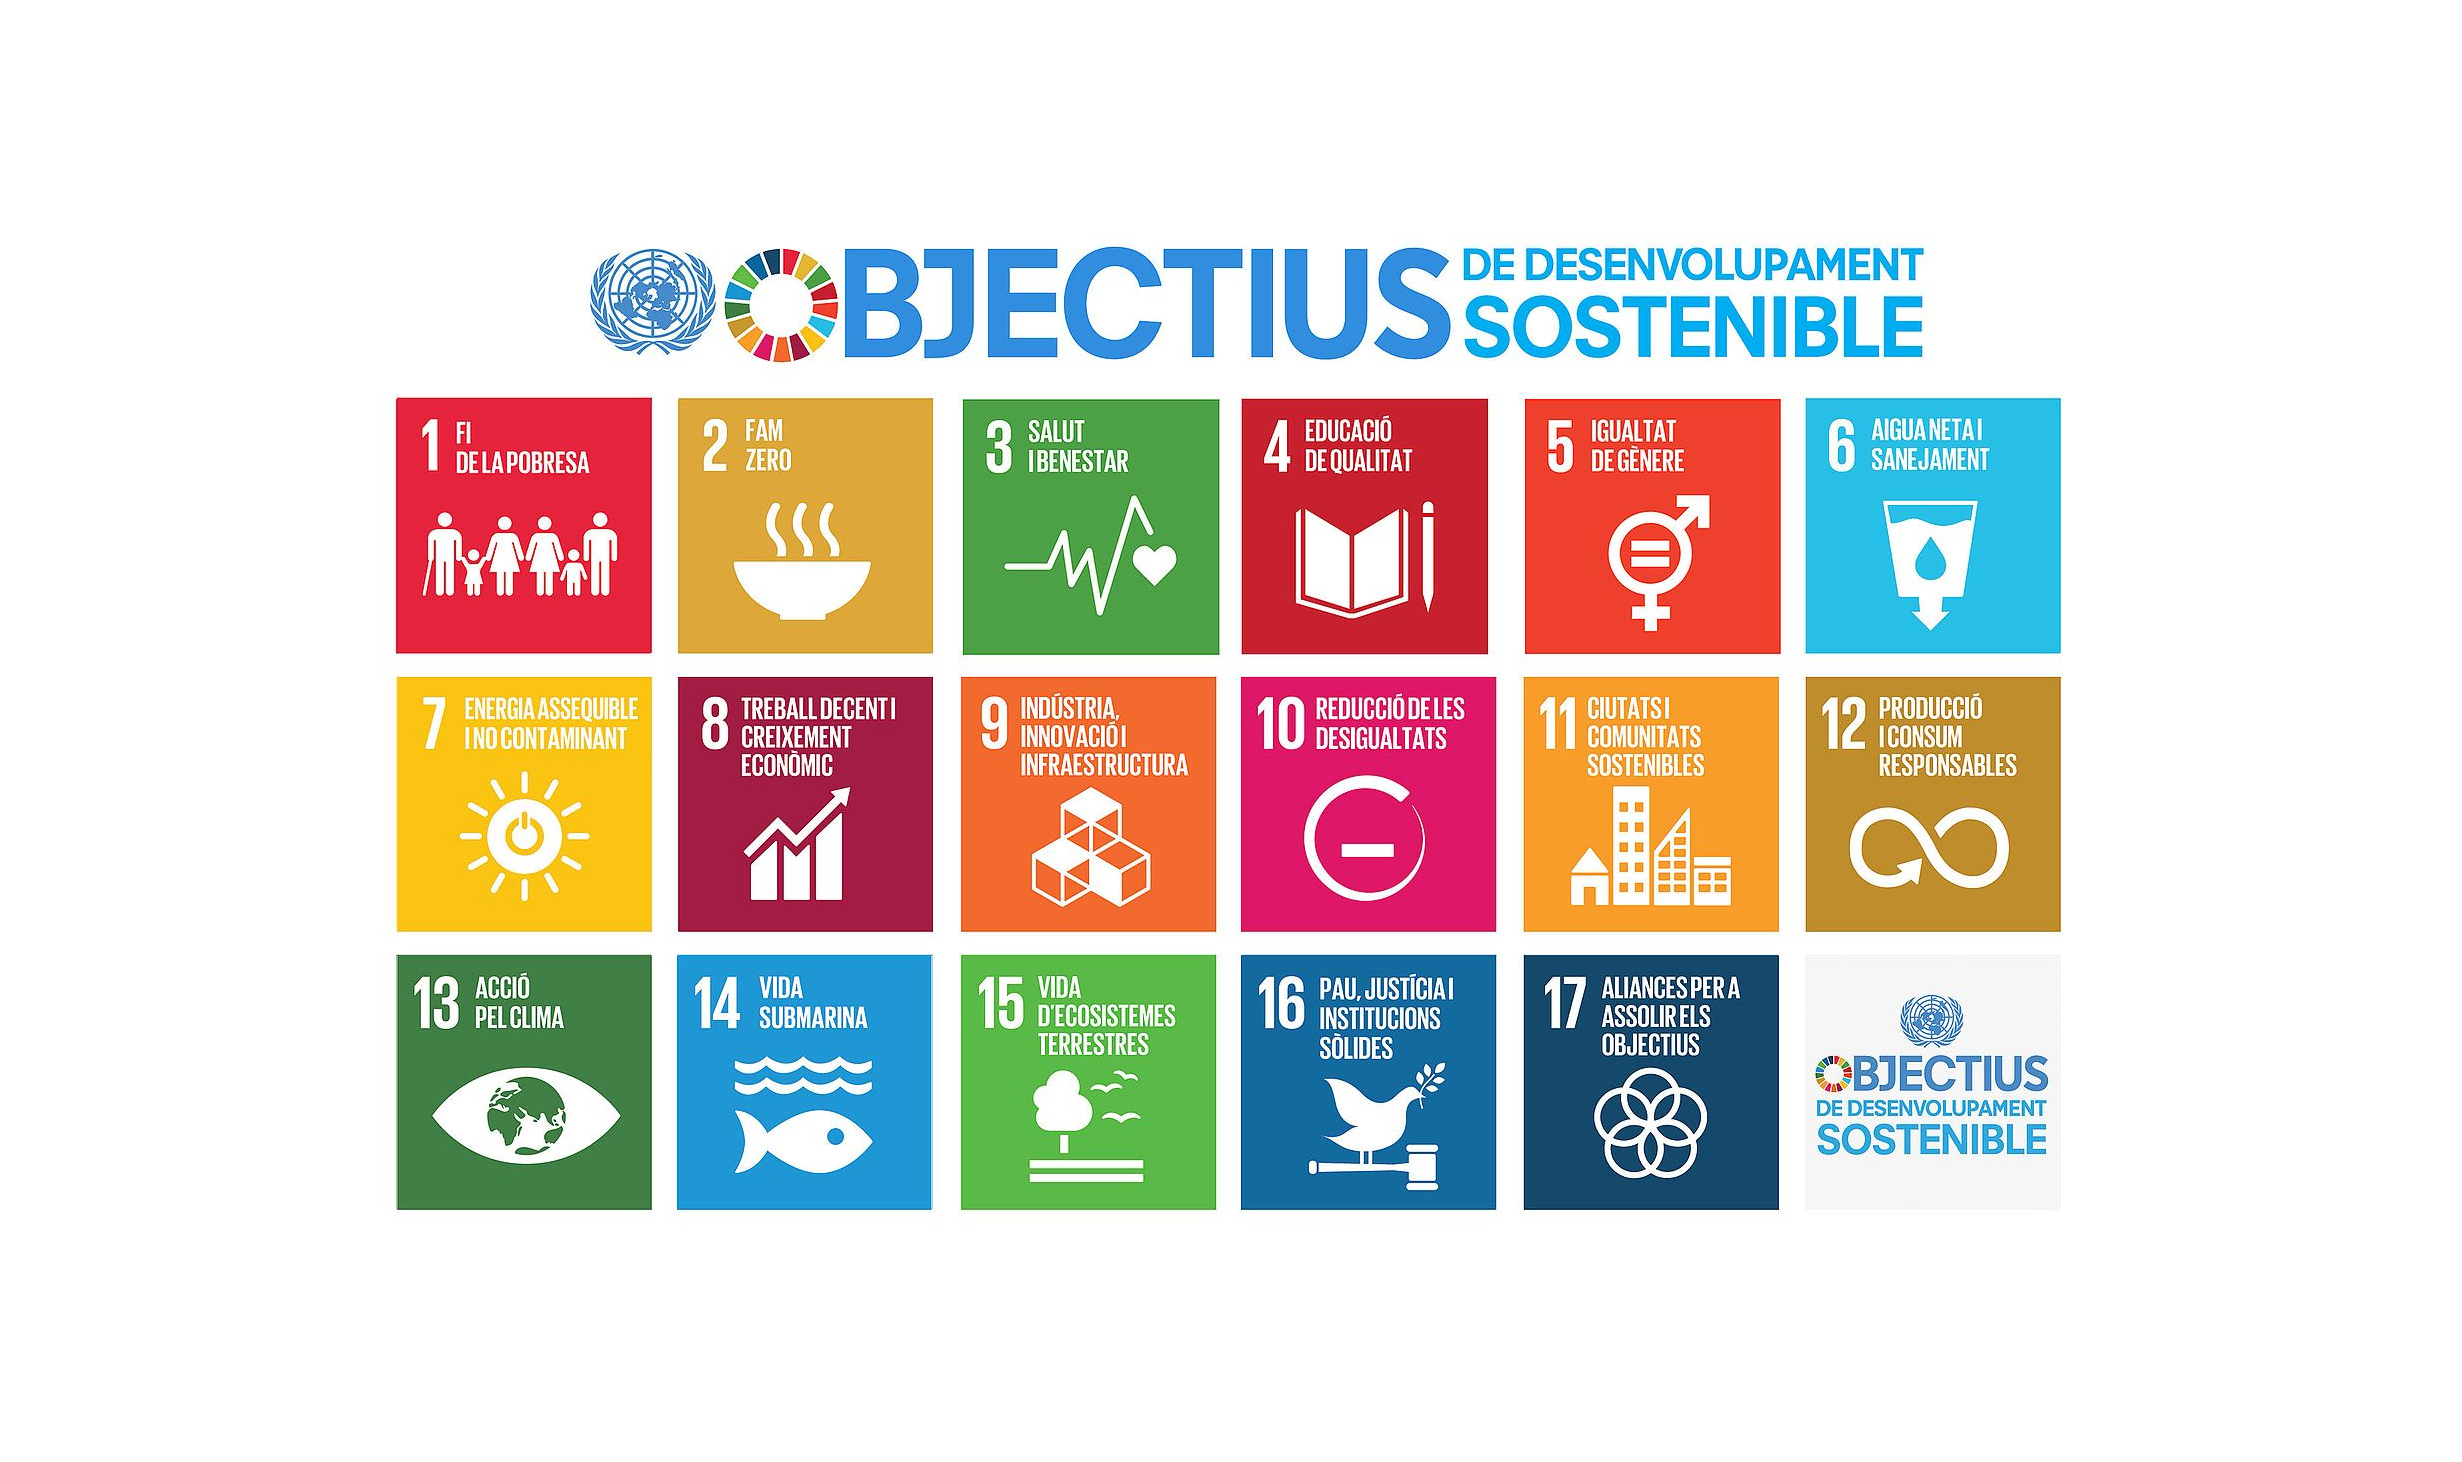 OBJECTIUS
DE DESENVOLUPAMENT
SOSTENIBLE
1 FI
DE LA POBRESA
2 FAM
ZERO
3 SALUT
I BENESTAR
4 EDUCACIÓ
DE QUALITAT
5 IGUALTAT
DE GÈNERE
6 AIGUA NETA I
SANEJAMENT
7 ENERGIA ASSEQUIBLE
I NO CONTAMINANT
8 TREBALL DECENT I
CREIXEMENT
ECONÒMIC
9 INDÚSTRIA,
INNOVACIÓ I
INFRAESTRUCTURA
10 REDUCCIÓ DE LES
DESIGUALTATS
11 CIUTATS I
COMUNITATS
SOSTENIBLES
12 PRODUCCIÓ
I CONSUM
RESPONSABLES
13 ACCIÓ
PEL CLIMA
14 VIDA
SUBMARINA
15 VIDA
D'ECOSISTEMES
TERRESTRES
16 PAU, JUSTÍCIA I
INSTITUCIONS
SÒLIDES
17 ALIANCES PER A
ASSOLIR ELS
OBJECTIUS
OBJECTIUS
DE DESENVOLUPAMENT
SOSTENIBLE